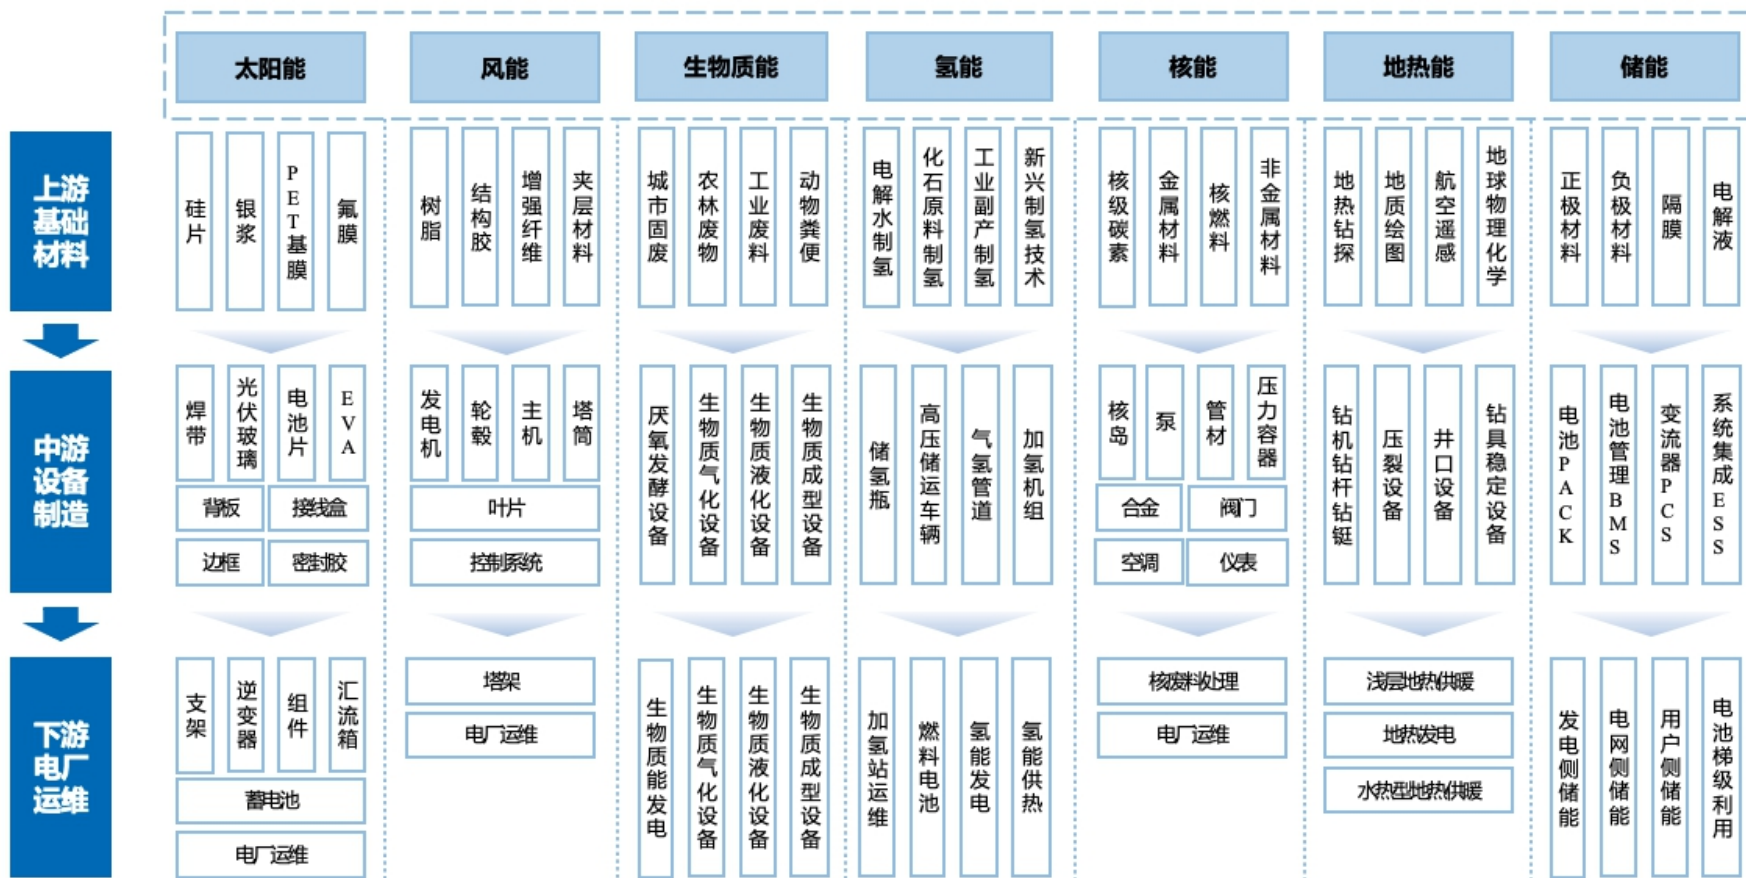 太阳能
风能
生物质能
氢能
核能
地热能
储能
上游
基础
材料
硅片
银浆
PET基膜
氟膜
树脂
结构胶
增强纤维
夹层材料
城市固废
农林废物
工业废料
动物粪便
电解水制氢
化石原料制氢
工业副产制氢
新兴制氢技术
核级碳素
金属材料
核燃料
非金属材料
地热钻探
地质绘图
航空遥感
地球物理化学
正极材料
负极材料
隔膜
电解液
中游
设备
制造
焊带
光伏玻璃
电池片
EVA
背板
接线盒
边框
密封胶
发电机
轮毂
主机
塔筒
叶片
控制系统
厌氧发酵设备
生物质气化设备
生物质液化设备
生物质成型设备
储氢瓶
高压储运车辆
气氢管道
加氢机组
核岛
泵
管材
压力容器
合金
阀门
空调
仪表
钻机钻杆钻铤
压裂设备
井口设备
钻具稳定设备
电池PACK
电池管理BMS
变流器PCS
系统集成ESS
下游
电厂
运维
支架
逆变器
组件
汇流箱
蓄电池
电厂运维
塔架
电厂运维
生物质能发电
生物质气化设备
生物质液化设备
生物质成型设备
加氢站运维
燃料电池
氢能发电
氢能供热
核废料处理
电厂运维
浅层地热供暖
地热发电
水热型地热供暖
发电侧储能
电网侧储能
用户侧储能
电池梯级利用